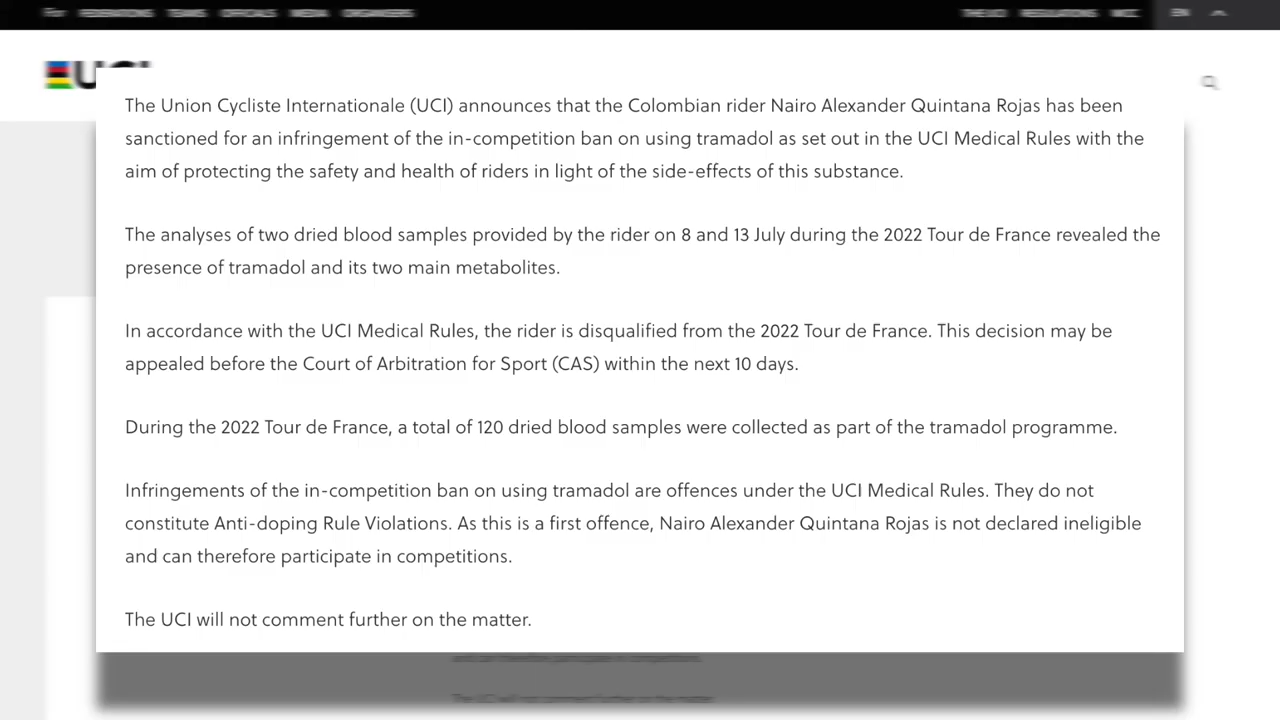 UCI
The Union Cycliste Internationale (UCI) announces that the Colombian rider Nairo Alexander Quintana Rojas has been
sanctioned for an infringement of the in-competition ban on using tramadol as set out in the UCI Medical Rules with the
aim of protecting the safety and health of riders in light of the side-effects of this substance.
The analyses of two dried blood samples provided by the rider on 8 and 13 July during the 2022 Tour de France revealed the
presence of tramadol and its two main metabolites.
In accordance with the UCI Medical Rules, the rider is disqualified from the 2022 Tour de France. This decision may be
appealed before the Court of Arbitration for Sport (CAS) within the next 10 days.
During the 2022 Tour de France, a total of 120 dried blood samples were collected as part of the tramadol programme.
Infringements of the in-competition ban on using tramadol are offences under the UCI Medical Rules. They do not
constitute Anti-doping Rule Violations. As this is a first offence, Nairo Alexander Quintana Rojas is not declared ineligible
and can therefore participate in competitions.
The UCI will not comment further on the matter.